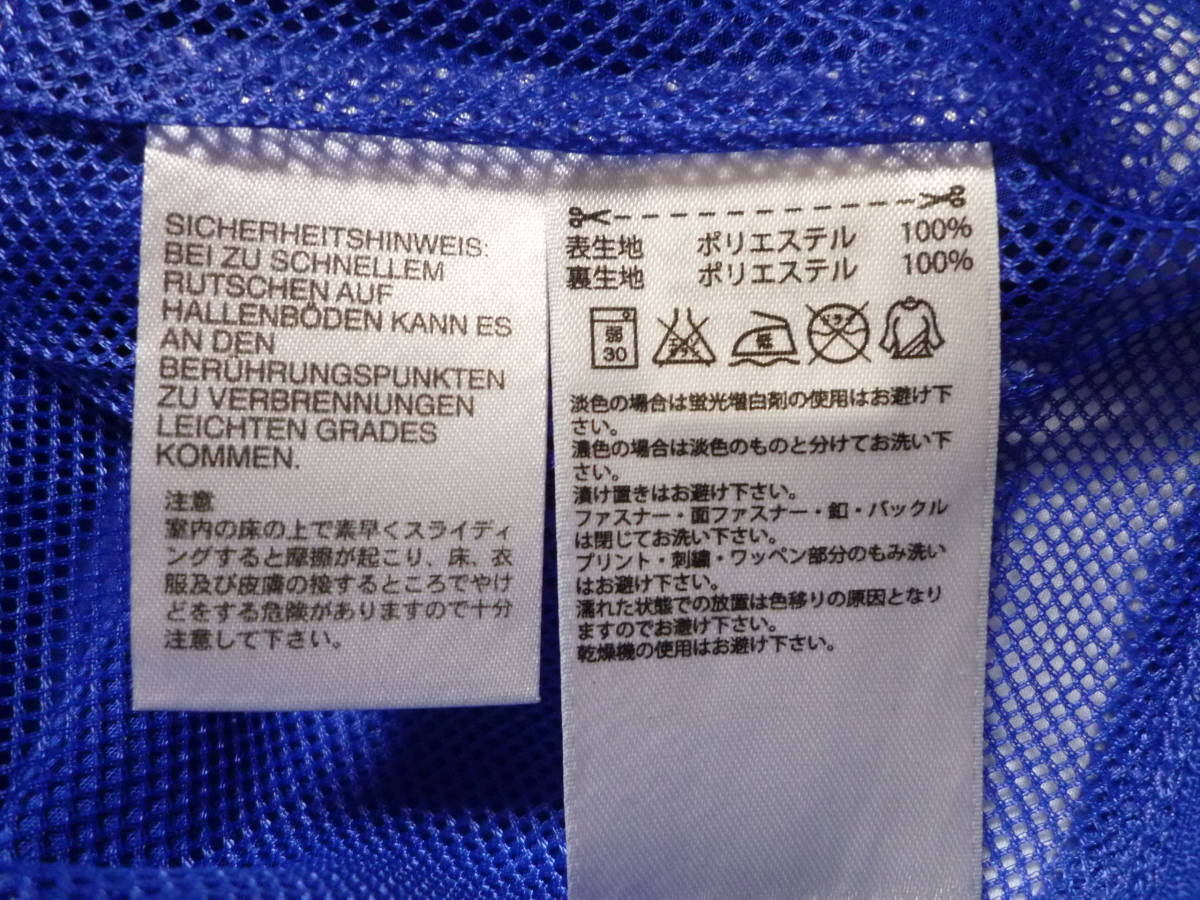 SICHERHEITSHINWEIS:
BEI ZU SCHNELLEM
RUTSCHEN AUF
HALLENBÖDEN KANN ES
AN DEN
BERÜHRUNGSPUNKTEN
ZU VERBRENNUNGEN
LEICHTEN GRADES
KOMMEN.
注意
室内の床の上で素早くスライディ
ングすると摩擦が起こり、床、衣
服及び皮膚の接するところでやけ
どをする危険がありますので十分
注意して下さい。
表生地 ポリエステル 100%
裏生地 ポリエステル 100%
弱
30
エンソサラシ
低
ドライ
淡色の場合は蛍光増白剤の使用はお避け下
さい。
濃色の場合は淡色のものと分けてお洗い下
さい。
漬け置きはお避け下さい。
ファスナー・面ファスナー・釦・バックル
は閉じてお洗い下さい。
プリント・刺繍・ワッペン部分のもみ洗い
はお避け下さい。
濡れた状態での放置は色移りの原因となり
ますのでお避け下さい。
乾燥機の使用はお避け下さい。